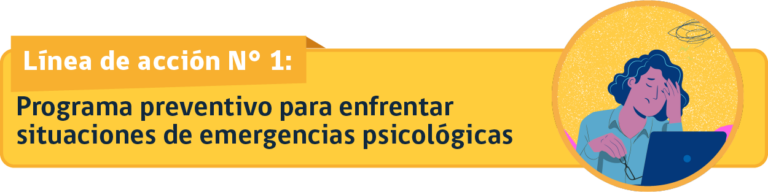 Línea de acción N° 1:
Programa preventivo para enfrentar
situaciones de emergencias psicológicas